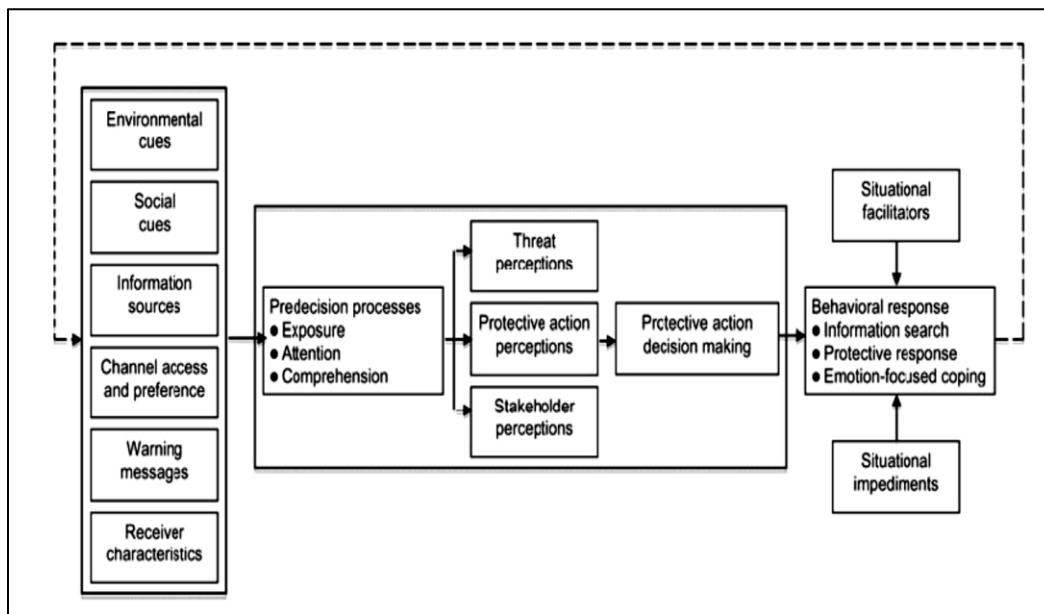 Environmental
cues
Social
cues
Information
sources
Channel access
and preference
Warning
messages
Receiver
characteristics
Predecision processes
● Exposure
● Attention
● Comprehension
Threat
perceptions
Protective action
perceptions
Stakeholder
perceptions
Protective action
decision making
Situational
facilitators
Behavioral response
● Information search
● Protective response
● Emotion-focused coping
Situational
impediments